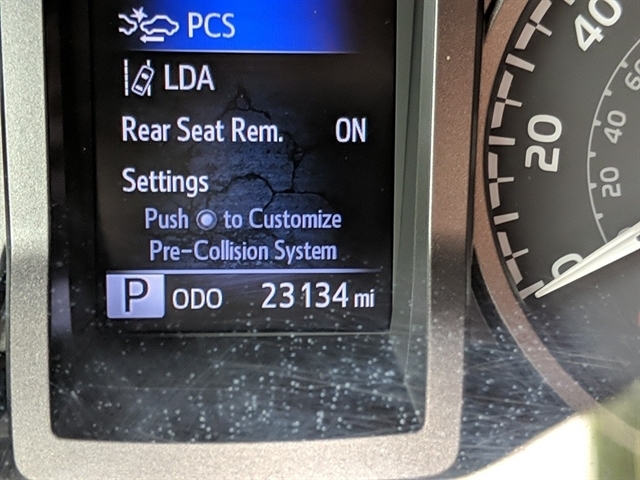 PCS
LDA
Rear Seat Rem. ON
Settings
Push to Customize
Pre-Collision System
P ODO 23134 mi
40
20
0
60
40
20